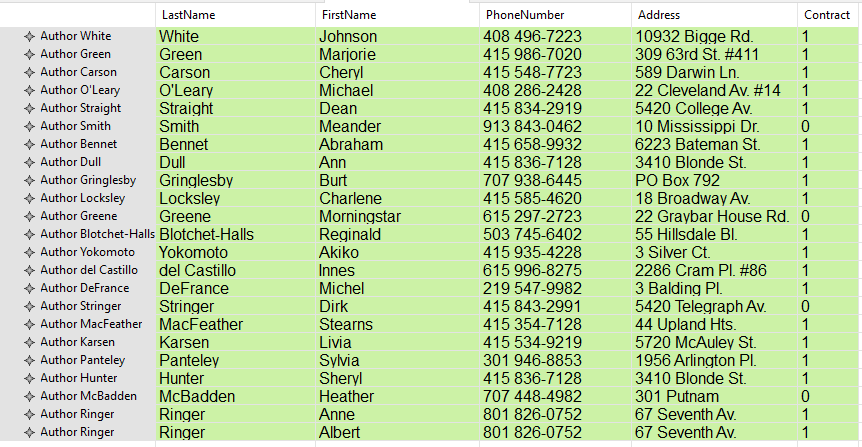 LastName FirstName PhoneNumber Address Contract
Author White White Johnson 408 496-7223 10932 Bigge Rd. 1
Author Green Green Marjorie 415 986-7020 309 63rd St. #411 1
Author Carson Carson Cheryl 415 548-7723 589 Darwin Ln. 1
Author O'Leary O'Leary Michael 408 286-2428 22 Cleveland Av. #14 1
Author Straight Straight Dean 415 834-2919 5420 College Av. 1
Author Smith Smith Meander 913 843-0462 10 Mississippi Dr. 0
Author Bennet Bennet Abraham 415 658-9932 6223 Bateman St. 1
Author Dull Dull Ann 415 836-7128 3410 Blonde St. 1
Author Gringlesby Gringlesby Burt 707 938-6445 PO Box 792 1
Author Locksley Locksley Charlene 415 585-4620 18 Broadway Av. 1
Author Greene Greene Morningstar 615 297-2723 22 Graybar House Rd. 0
Author Blotchet-Halls Blotchet-Halls Reginald 503 745-6402 55 Hillsdale Bl. 1
Author Yokomoto Yokomoto Akiko 415 935-4228 3 Silver Ct. 1
Author del Castillo del Castillo Innes 615 996-8275 2286 Cram Pl. #86 1
Author DeFrance DeFrance Michel 219 547-9982 3 Balding Pl. 1
Author Stringer Stringer Dirk 415 843-2991 5420 Telegraph Av. 0
Author MacFeather MacFeather Stearns 415 354-7128 44 Upland Hts. 1
Author Karsen Karsen Livia 415 534-9219 5720 McAuley St. 1
Author Panteley Panteley Sylvia 301 946-8853 1956 Arlington Pl. 1
Author Hunter Hunter Sheryl 415 836-7128 3410 Blonde St. 1
Author McBadden McBadden Heather 707 448-4982 301 Putnam 0
Author Ringer Ringer Anne 801 826-0752 67 Seventh Av. 1
Author Ringer Ringer Albert 801 826-0752 67 Seventh Av. 1